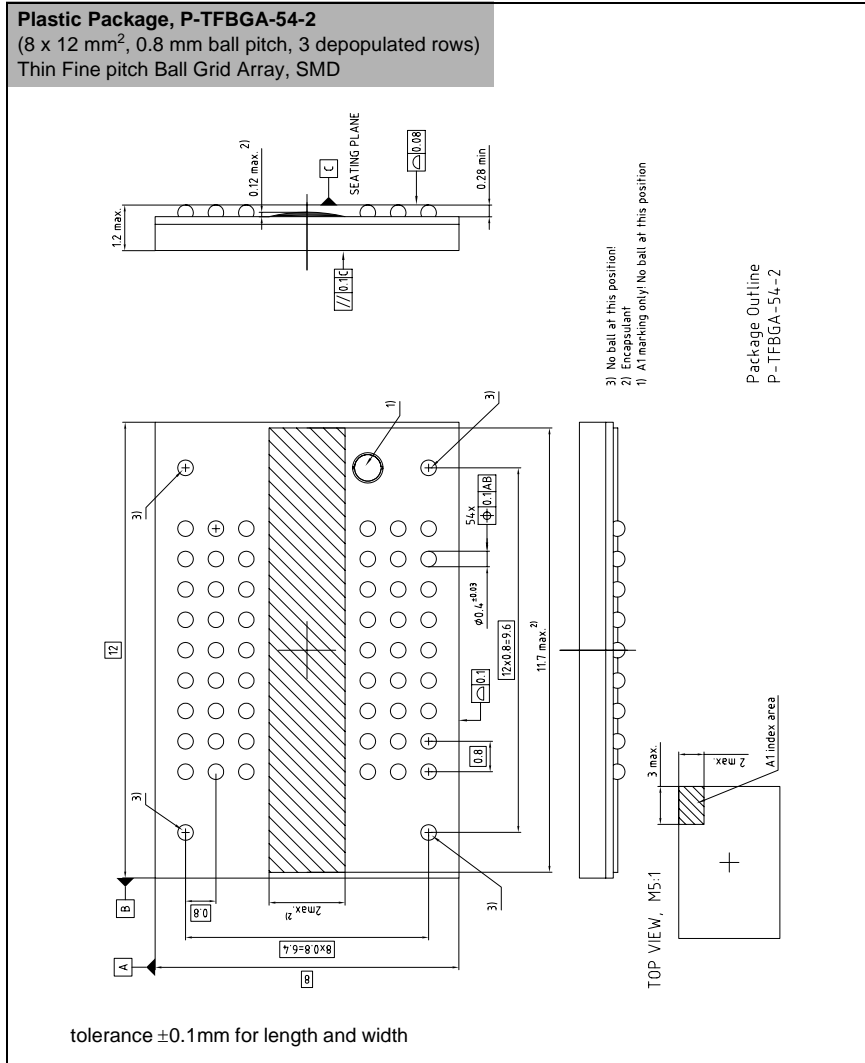 Plastic Package, P-TFBGA-54-2
(8 x 12 mm², 0.8 mm ball pitch, 3 depopulated rows)
Thin Fine pitch Ball Grid Array, SMD
1.2 max.
0.12 max. 2)
C
SEATING PLANE
⌓ 0.08
0.28 min
// 0.1 C
3) No ball at this position!
2) Encapsulant
1) A1 marking only! No ball at this position
Package Outline
P-TFBGA-54-2
3)
1)
3)
54x
⌖ 0.1 AB
⌀0.4 ±0.03
12
12x0.8=9.6
11.7 max. 2)
⌓ 0.1
0.8
3)
3)
B
0.8
2max. 2)
8x0.8=6.4
A
8
3 max.
2 max.
A1 index area
TOP VIEW, M5:1
tolerance ±0.1mm for length and width